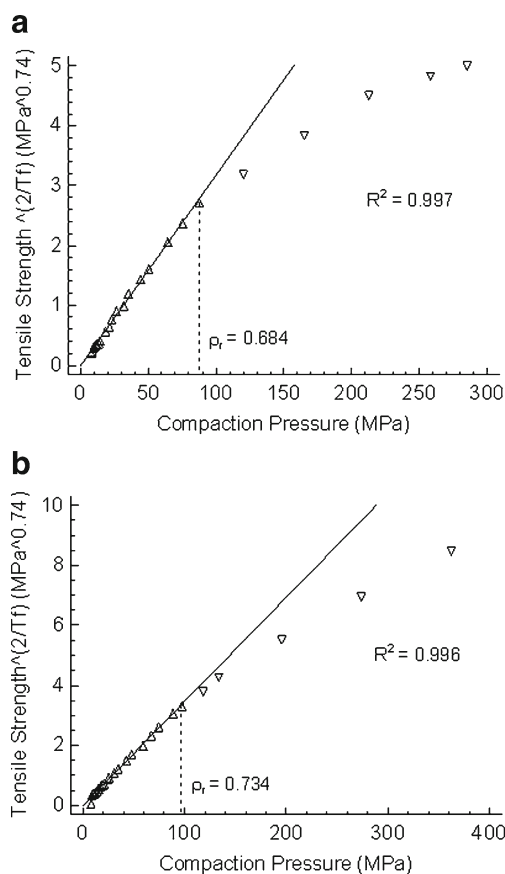 a
Tensile Strength ^(2/Tf) (MPa^0.74)
5
4
3
2
1
0
R² = 0.997
ρr = 0.684
0 50 100 150 200 250 300
Compaction Pressure (MPa)
b
Tensile Strength^(2/Tf) (MPa^0.74)
10
8
6
4
2
0
R² = 0.996
ρr = 0.734
0 100 200 300 400
Compaction Pressure (MPa)